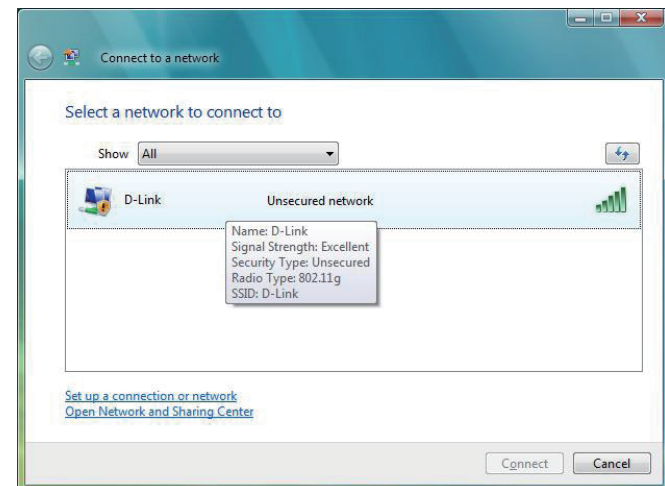 Connect to a network
Select a network to connect to
Show All
D-Link Unsecured network
Name: D-Link
Signal Strength: Excellent
Security Type: Unsecured
Radio Type: 802.11g
SSID: D-Link
Set up a connection or network
Open Network and Sharing Center
Connect Cancel